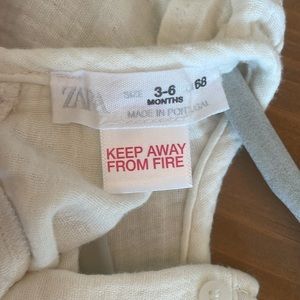 ZARA
SIZE 3-6 68
MONTHS
MADE IN PORTUGAL
KEEP AWAY
FROM FIRE